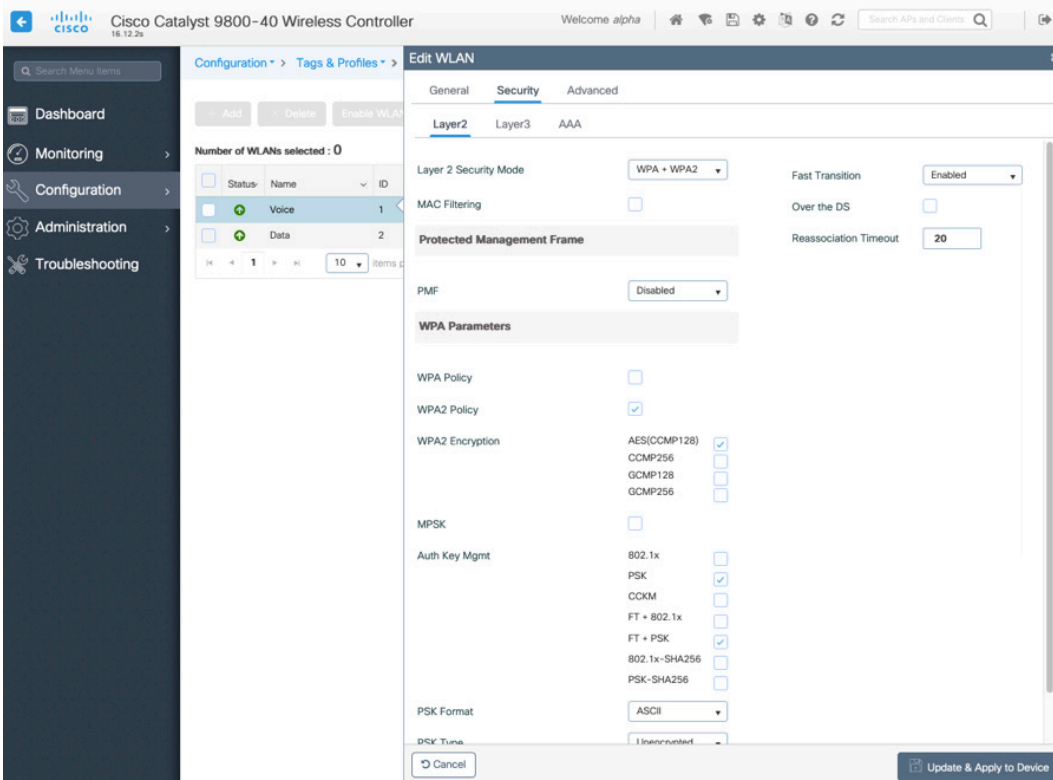 CISCO
Cisco Catalyst 9800-40 Wireless Controller
16.12.2s
Welcome alpha
Search APs and Clients
Search Menu Items
Dashboard
Monitoring
Configuration
Administration
Troubleshooting
Configuration > Tags & Profiles >
Add
Delete
Enable WLA
Number of WLANs selected : 0
Status Name ID
Voice 1
Data 2
1 10 items p
Edit WLAN
General Security Advanced
Layer2 Layer3 AAA
Layer 2 Security Mode WPA + WPA2
MAC Filtering
Protected Management Frame
PMF Disabled
WPA Parameters
WPA Policy
WPA2 Policy
WPA2 Encryption AES(CCMP128)
CCMP256
GCMP128
GCMP256
MPSK
Auth Key Mgmt 802.1x
PSK
CCKM
FT + 802.1x
FT + PSK
802.1x-SHA256
PSK-SHA256
PSK Format ASCII
PSK Type Unencrypted
Fast Transition Enabled
Over the DS
Reassociation Timeout 20
Cancel
Update & Apply to Device